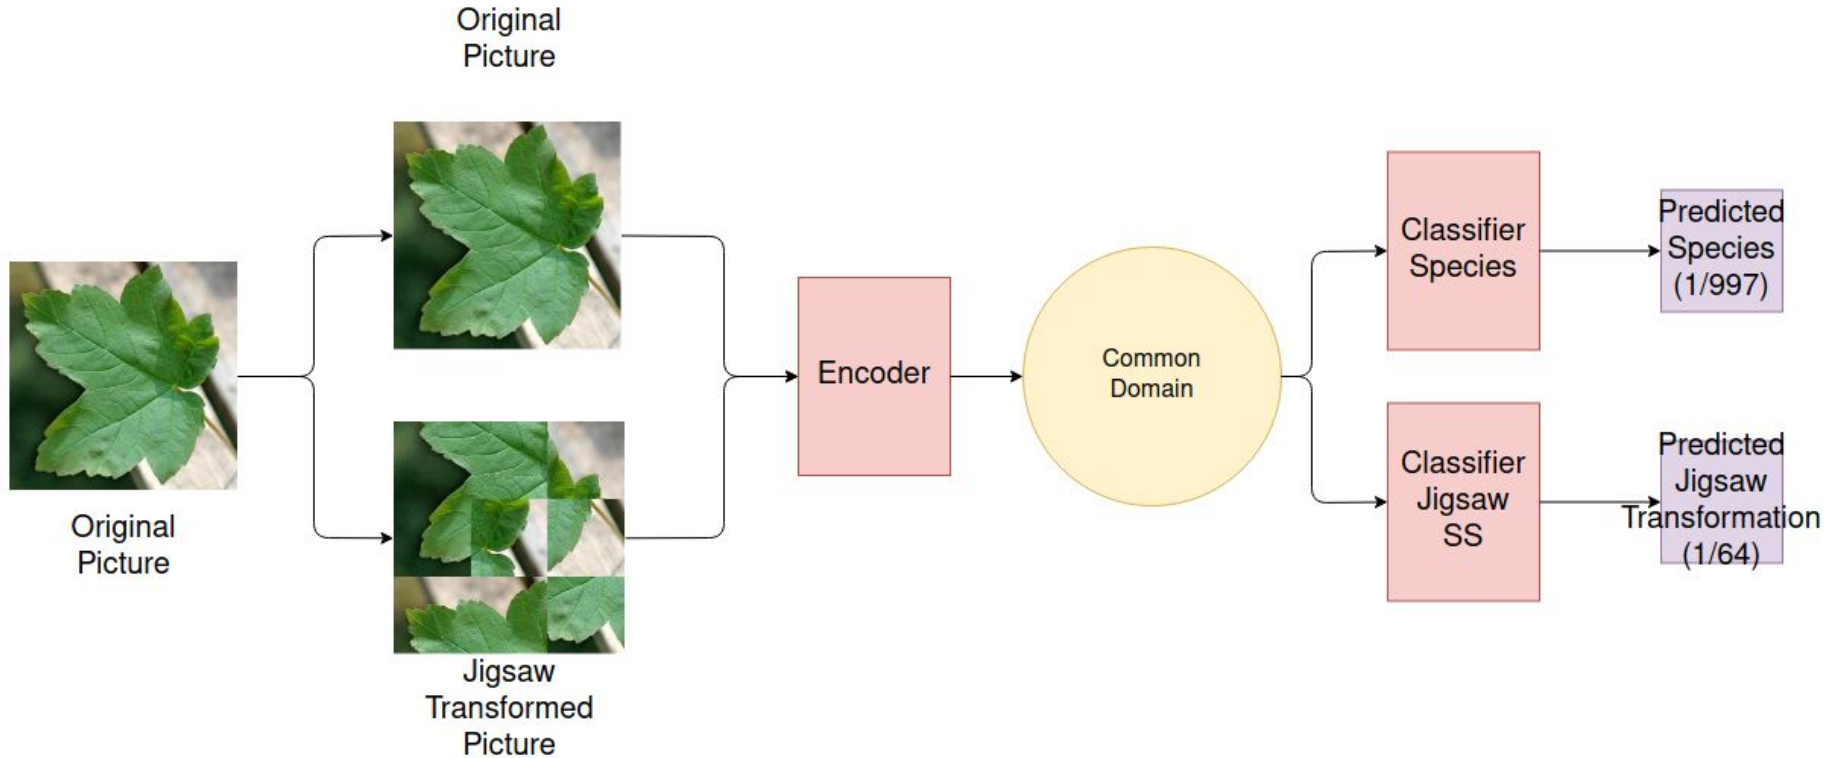 Original
Picture
Original
Picture
Jigsaw
Transformed
Picture
Encoder
Common
Domain
Classifier
Species
Predicted
Species
(1/997)
Classifier
Jigsaw
SS
Predicted
Jigsaw
Transformation
(1/64)